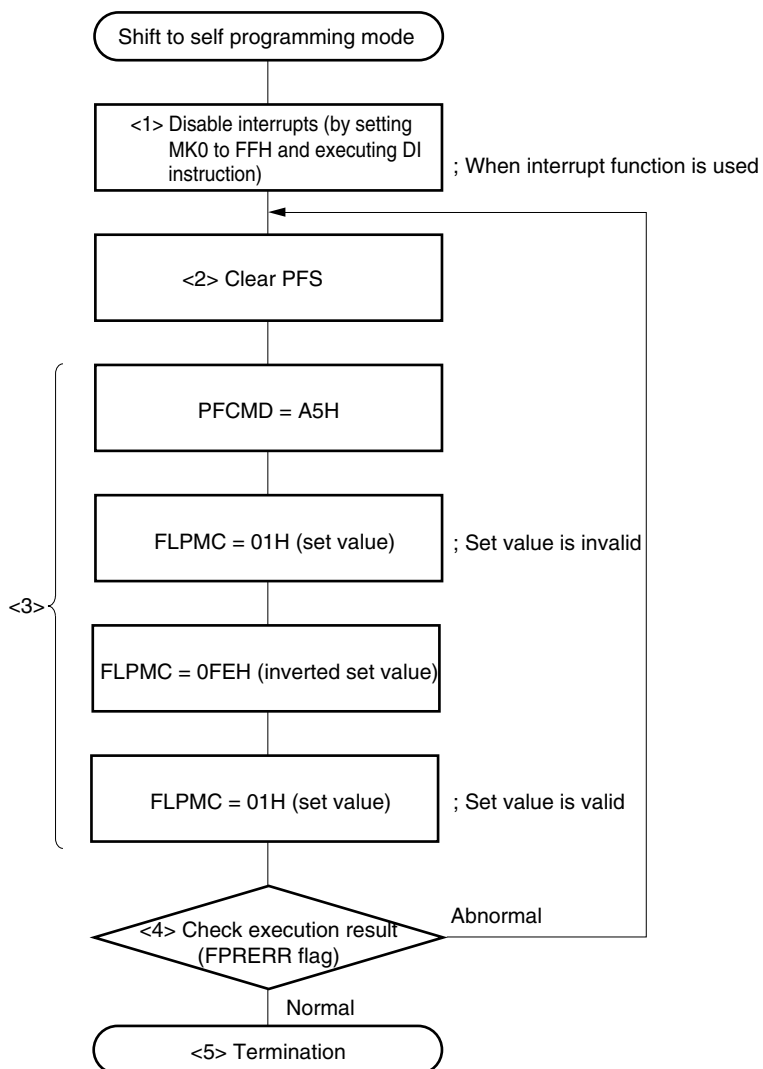 Shift to self programming mode
<1> Disable interrupts (by setting
MK0 to FFH and executing DI
instruction)
; When interrupt function is used
<2> Clear PFS
PFCMD = A5H
FLPMC = 01H (set value)
; Set value is invalid
<3>
FLPMC = 0FEH (inverted set value)
FLPMC = 01H (set value)
; Set value is valid
<4> Check execution result
(FPRERR flag)
Abnormal
Normal
<5> Termination